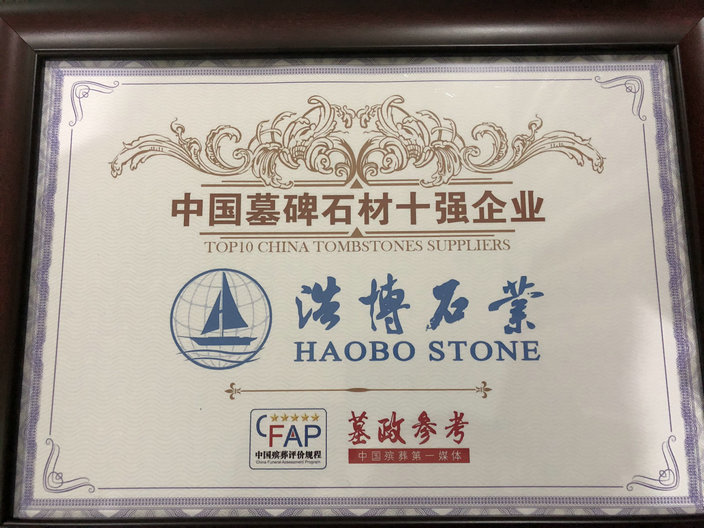 中国墓碑石材十强企业
TOP10 CHINA TOMBSTONES SUPPLIERS
浩博石業
HAOBO STONE
CFAP
中国殡葬评价规程
China Funeral Assessment Program
墓政参考
中国殡葬第一媒体